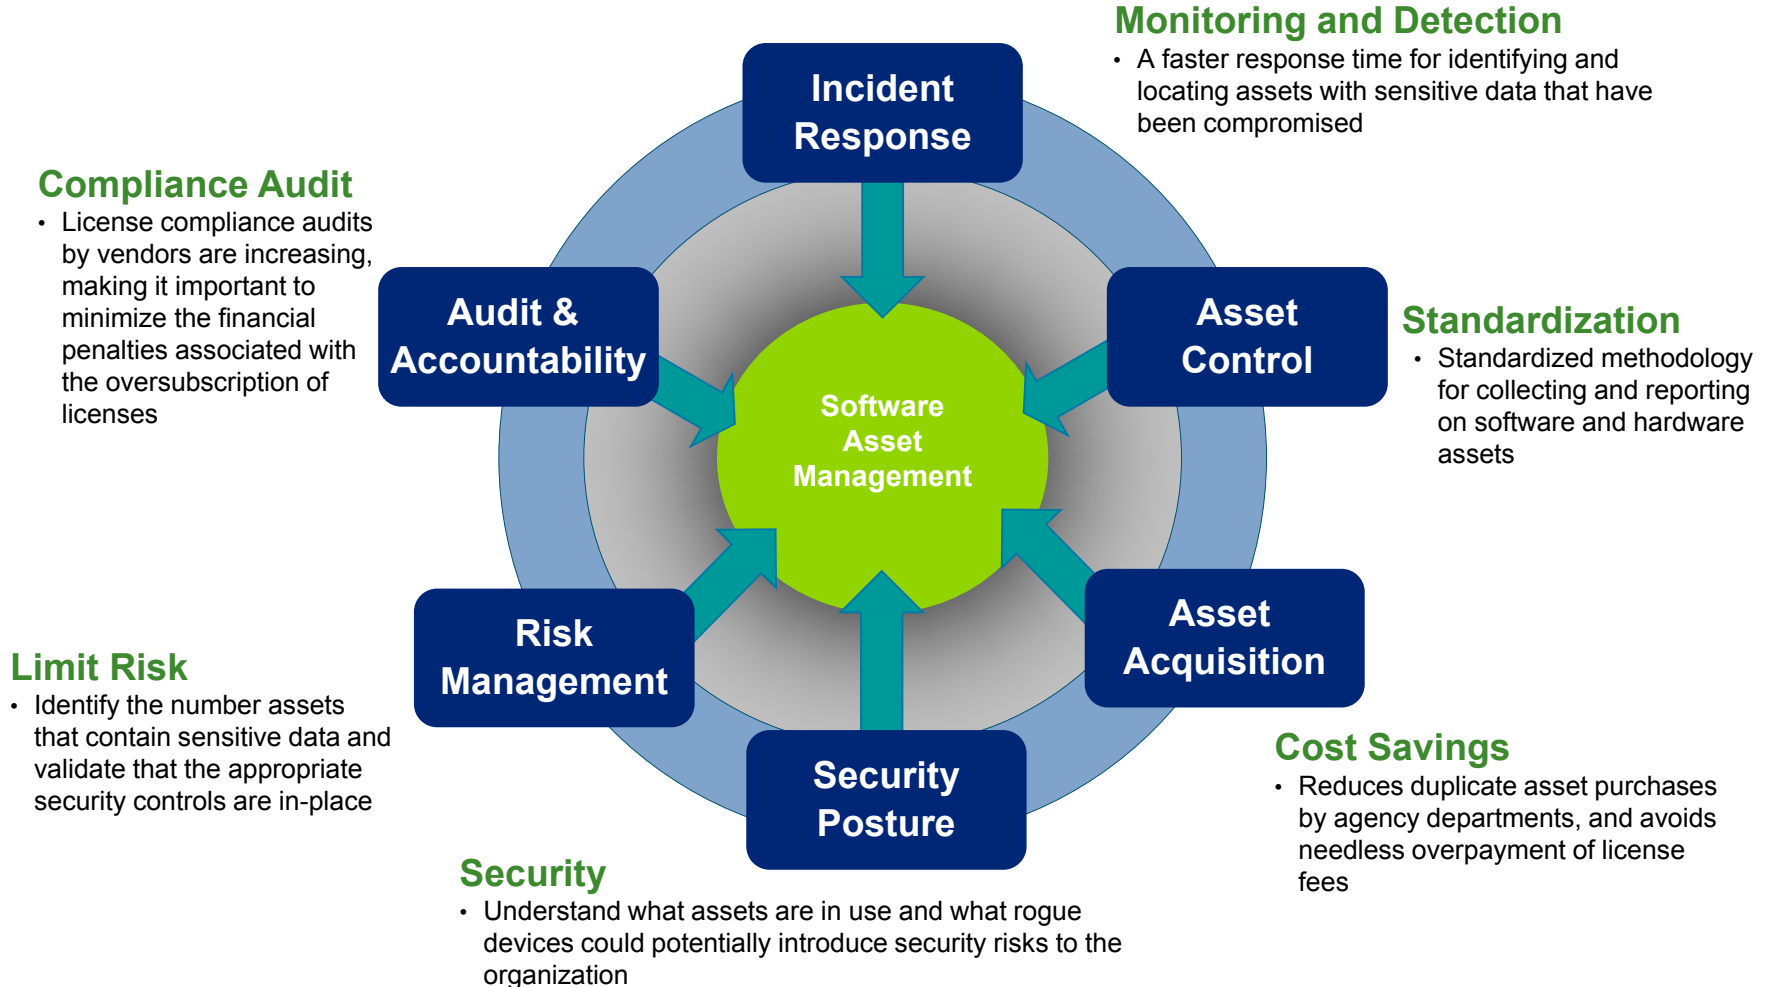 Monitoring and Detection
• A faster response time for identifying and
locating assets with sensitive data that have
been compromised
Incident
Response
Compliance Audit
• License compliance audits
by vendors are increasing,
making it important to
minimize the financial
penalties associated with
the oversubscription of
licenses
Audit &
Accountability
Asset
Control
Standardization
• Standardized methodology
for collecting and reporting
on software and hardware
assets
Software
Asset
Management
Risk
Management
Asset
Acquisition
Limit Risk
• Identify the number assets
that contain sensitive data and
validate that the appropriate
security controls are in-place
Security
Posture
Cost Savings
• Reduces duplicate asset purchases
by agency departments, and avoids
needless overpayment of license
fees
Security
• Understand what assets are in use and what rogue
devices could potentially introduce security risks to the
organization